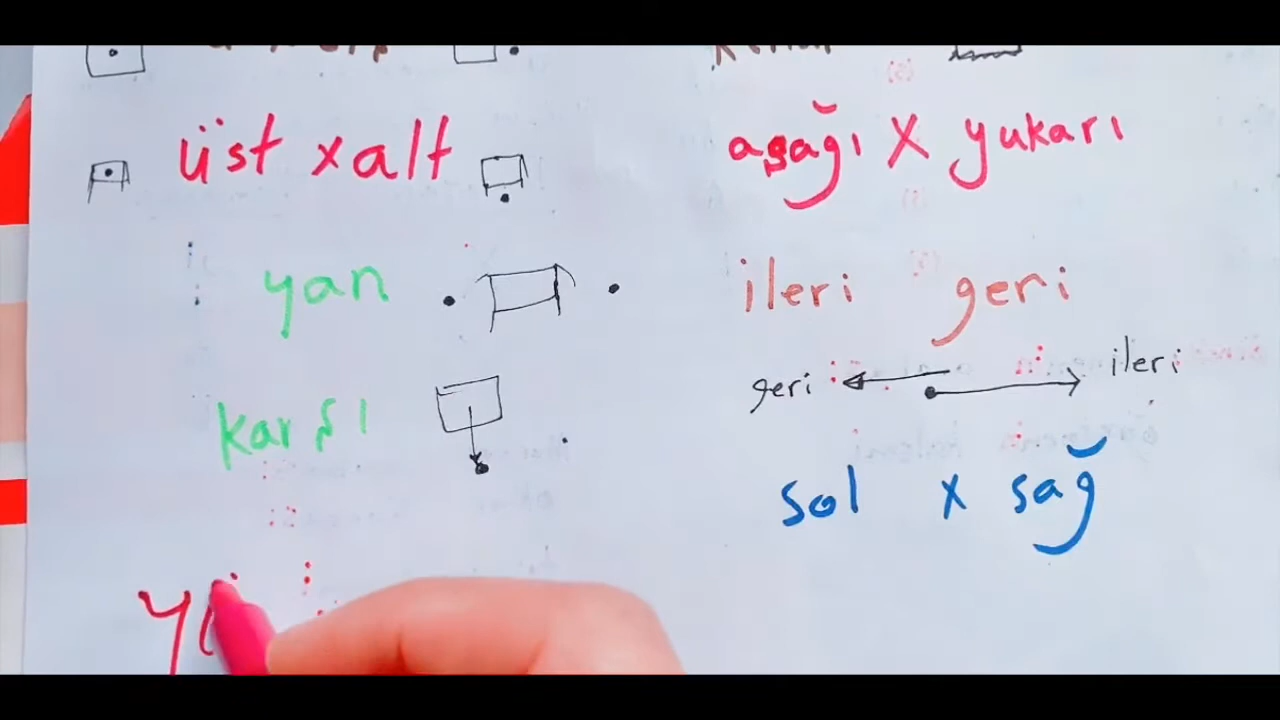 üst x alt
aşağı x yukarı
yan
ileri geri
geri ileri
karşı
sol x sağ